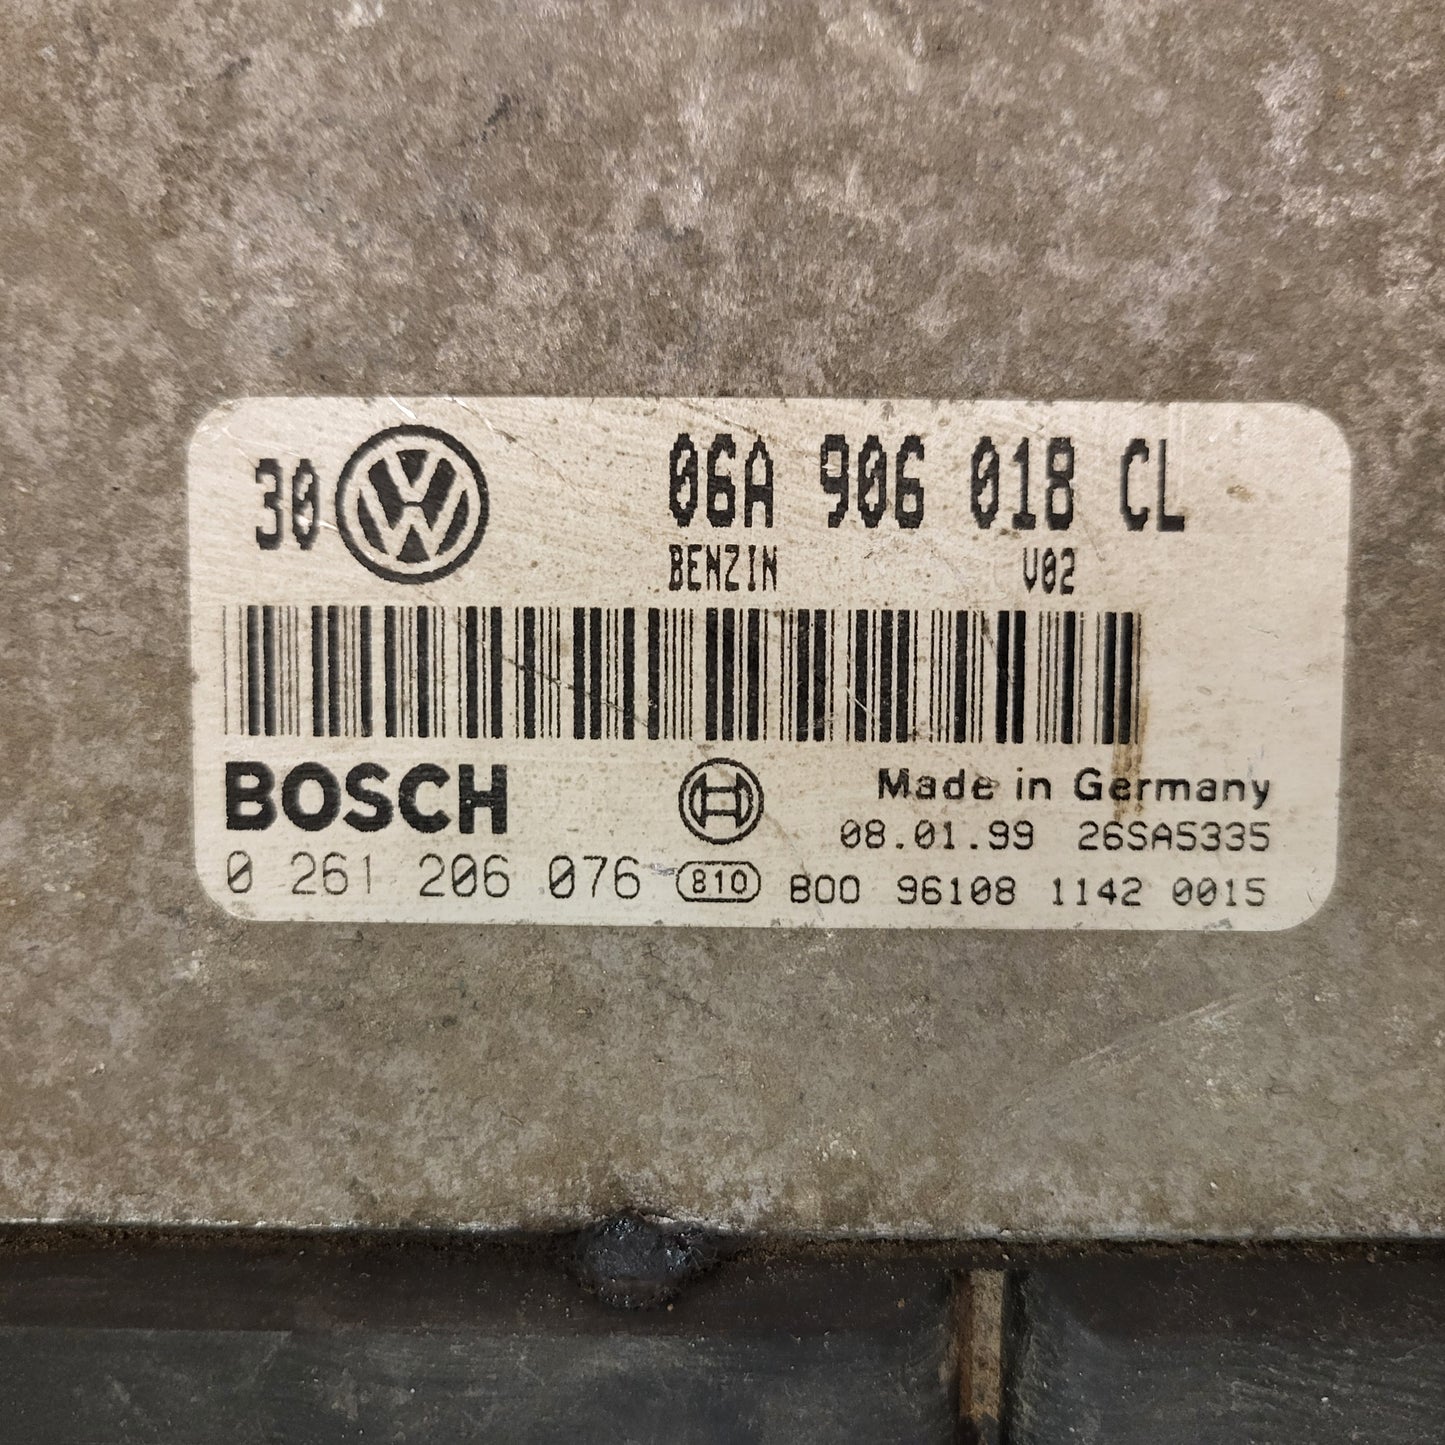 30 06A 906 018 CL
BENZIN V02
BOSCH Made in Germany
08.01.99 26SA5335
0 261 206 076 810 800 96108 1142 0015